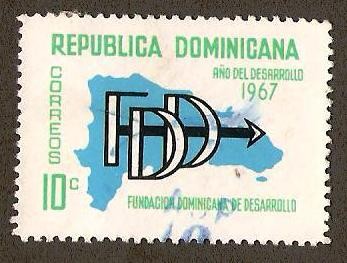 REPUBLICA DOMINICANA
AÑO DEL DESARROLLO
1967
CORREOS
FDD
10c
FUNDACION DOMINICANA DE DESARROLLO